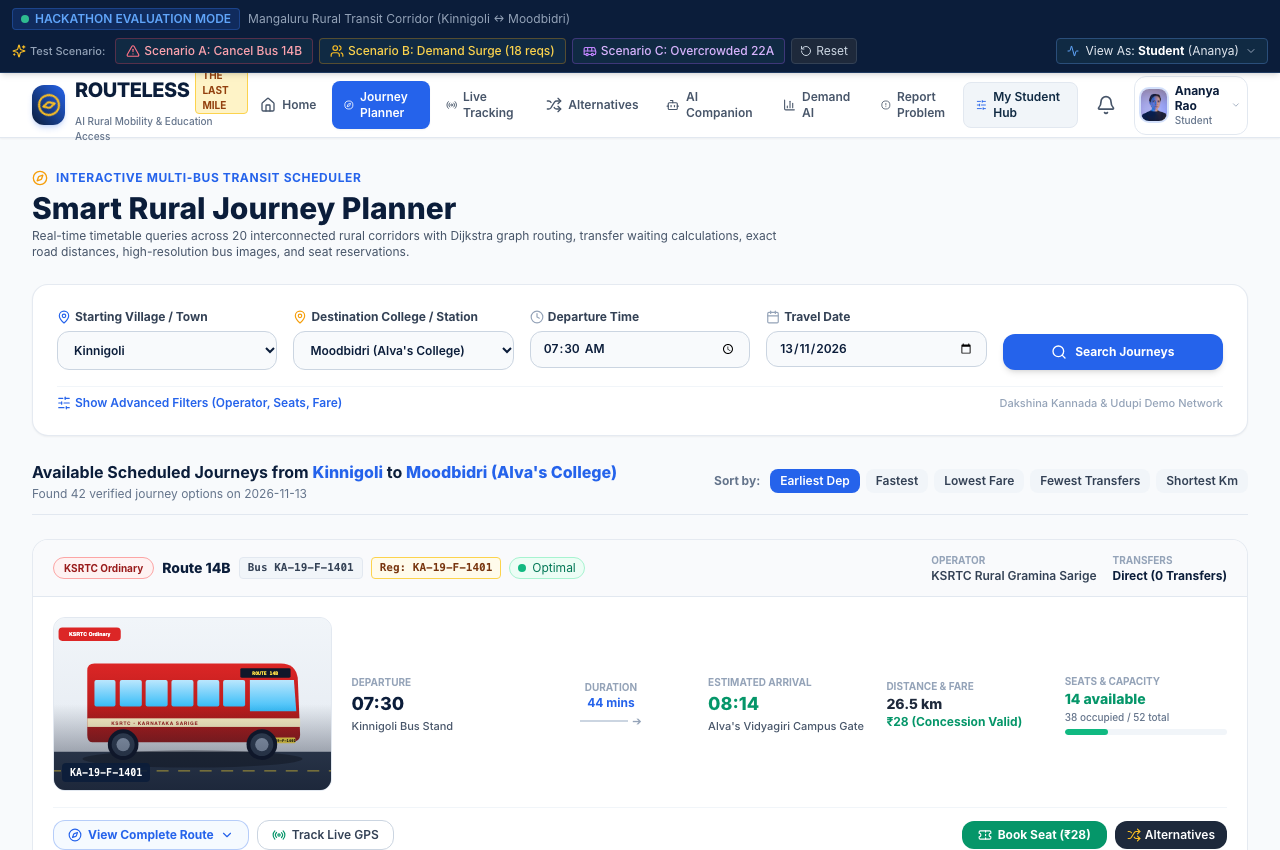 HACKATHON EVALUATION MODE Mangaluru Rural Transit Corridor (Kinnigoli ↔ Moodbidri)
Test Scenario: Scenario A: Cancel Bus 14B Scenario B: Demand Surge (18 reqs) Scenario C: Overcrowded 22A Reset View As: Student (Ananya)
ROUTELESS
THE
LAST
MILE
AI Rural Mobility & Education
Access
Home
Journey
Planner
Live
Tracking
Alternatives
AI
Companion
Demand
AI
Report
Problem
My Student
Hub
Ananya
Rao
Student
INTERACTIVE MULTI-BUS TRANSIT SCHEDULER
Smart Rural Journey Planner
Real-time timetable queries across 20 interconnected rural corridors with Dijkstra graph routing, transfer waiting calculations, exact
road distances, high-resolution bus images, and seat reservations.
Starting Village / Town Destination College / Station Departure Time Travel Date
Kinnigoli Moodbidri (Alva's College) 07:30 AM 13/11/2026 Search Journeys
Show Advanced Filters (Operator, Seats, Fare) Dakshina Kannada & Udupi Demo Network
Available Scheduled Journeys from Kinnigoli to Moodbidri (Alva's College)
Found 42 verified journey options on 2026-11-13
Sort by: Earliest Dep Fastest Lowest Fare Fewest Transfers Shortest Km
KSRTC Ordinary Route 14B Bus KA-19-F-1401 Reg: KA-19-F-1401 Optimal
OPERATOR
KSRTC Rural Gramina Sarige
TRANSFERS
Direct (0 Transfers)
KSRTC Ordinary
ROUTE 14B
KSRTC - KARNATAKA SARIGE
KA-19-F-1401
DEPARTURE
07:30
Kinnigoli Bus Stand
DURATION
44 mins
ESTIMATED ARRIVAL
08:14
Alva's Vidyagiri Campus Gate
DISTANCE & FARE
26.5 km
₹28 (Concession Valid)
SEATS & CAPACITY
14 available
38 occupied / 52 total
View Complete Route Track Live GPS Book Seat (₹28) Alternatives